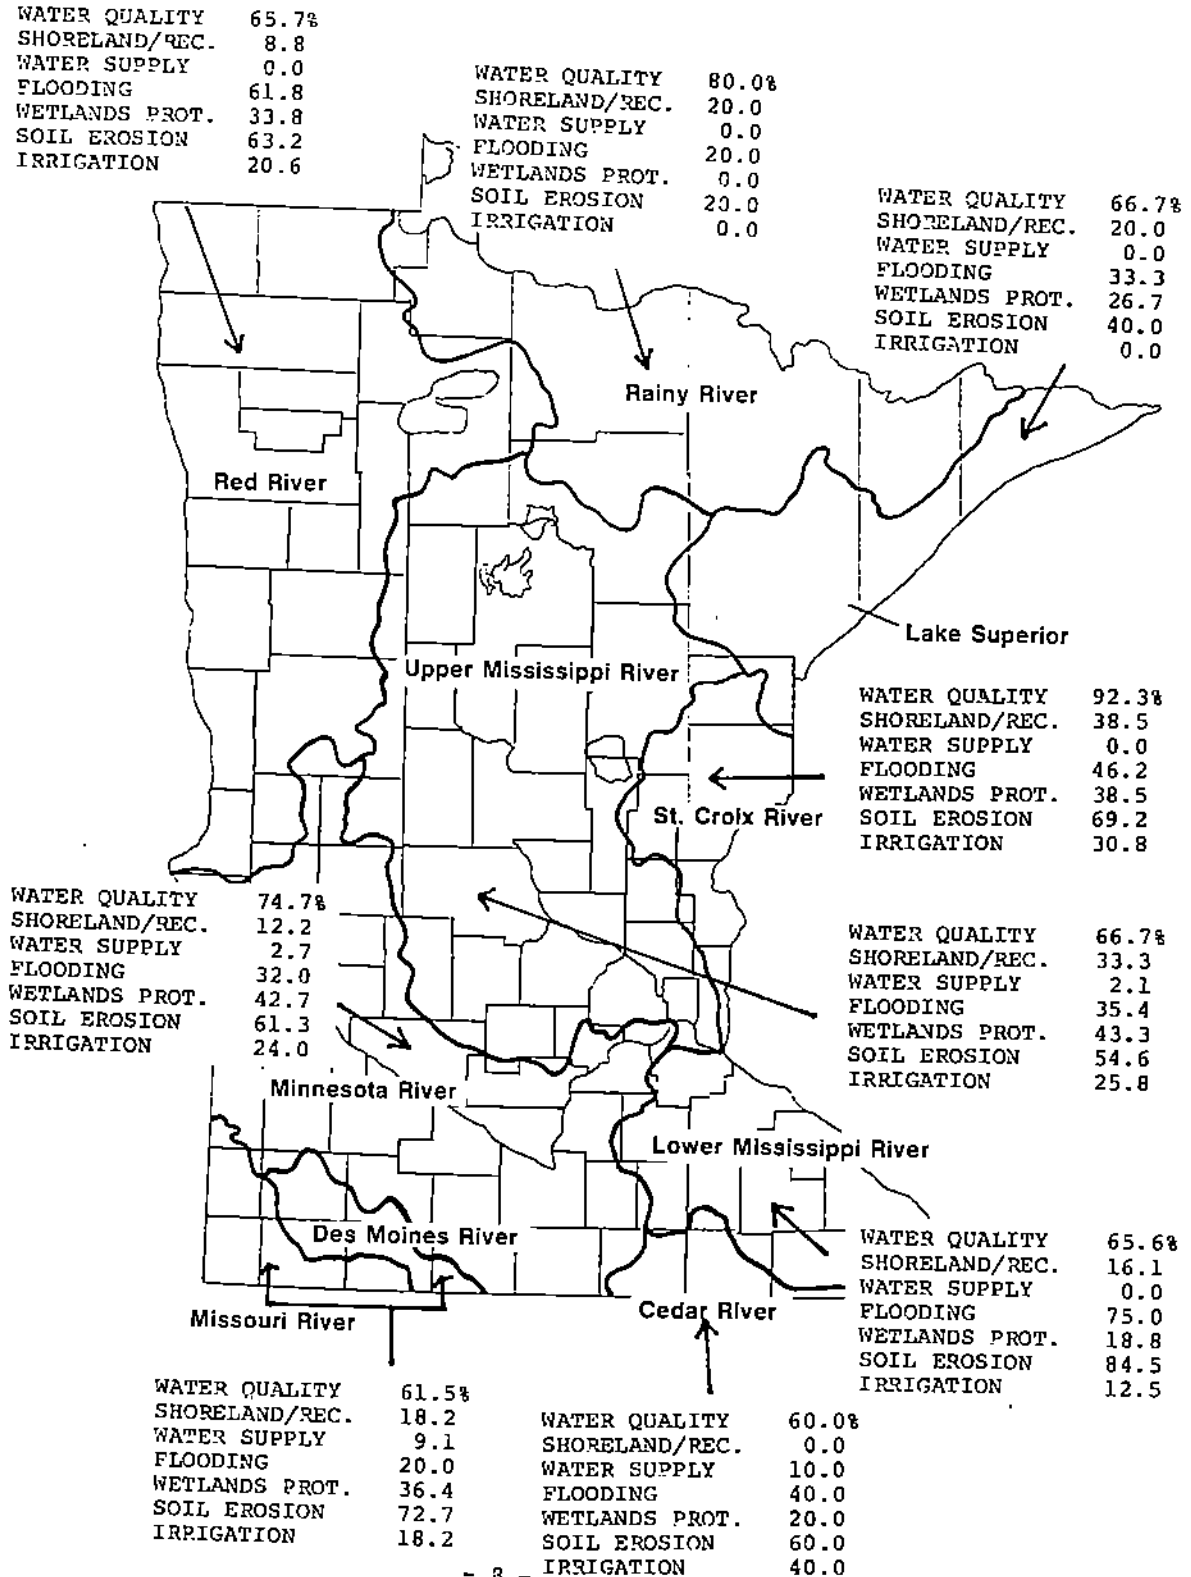 WATER QUALITY 65.7%
SHORELAND/REC. 8.8
WATER SUPPLY 0.0
FLOODING 61.8
WETLANDS PROT. 33.8
SOIL EROSION 63.2
IRRIGATION 20.6
WATER QUALITY 80.0%
SHORELAND/REC. 20.0
WATER SUPPLY 0.0
FLOODING 20.0
WETLANDS PROT. 0.0
SOIL EROSION 20.0
IRRIGATION 0.0
WATER QUALITY 66.7%
SHORELAND/REC. 20.0
WATER SUPPLY 0.0
FLOODING 33.3
WETLANDS PROT. 26.7
SOIL EROSION 40.0
IRRIGATION 0.0
Rainy River
Red River
Lake Superior
Upper Mississippi River
WATER QUALITY 92.3%
SHORELAND/REC. 38.5
WATER SUPPLY 0.0
FLOODING 46.2
WETLANDS PROT. 38.5
SOIL EROSION 69.2
IRRIGATION 30.8
St. Croix River
WATER QUALITY 74.7%
SHORELAND/REC. 12.2
WATER SUPPLY 2.7
FLOODING 32.0
WETLANDS PROT. 42.7
SOIL EROSION 61.3
IRRIGATION 24.0
WATER QUALITY 66.7%
SHORELAND/REC. 33.3
WATER SUPPLY 2.1
FLOODING 35.4
WETLANDS PROT. 43.3
SOIL EROSION 54.6
IRRIGATION 25.8
Minnesota River
Lower Mississippi River
Des Moines River
WATER QUALITY 65.6%
SHORELAND/REC. 16.1
WATER SUPPLY 0.0
FLOODING 75.0
WETLANDS PROT. 18.8
SOIL EROSION 84.5
IRRIGATION 12.5
Missouri River
Cedar River
WATER QUALITY 61.5%
SHORELAND/REC. 18.2
WATER SUPPLY 9.1
FLOODING 20.0
WETLANDS PROT. 36.4
SOIL EROSION 72.7
IRRIGATION 18.2
WATER QUALITY 60.0%
SHORELAND/REC. 0.0
WATER SUPPLY 10.0
FLOODING 40.0
WETLANDS PROT. 20.0
SOIL EROSION 60.0
IRRIGATION 40.0